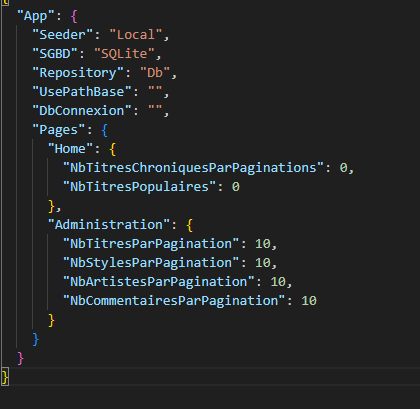 {
"App": {
"Seeder": "Local",
"SGBD": "SQLite",
"Repository": "Db",
"UsePathBase": "",
"DbConnexion": "",
"Pages": {
"Home": {
"NbTitresChroniquesParPaginations": 0,
"NbTitresPopulaires": 0
},
"Administration": {
"NbTitresParPagination": 10,
"NbStylesParPagination": 10,
"NbArtistesParPagination": 10,
"NbCommentairesParPagination": 10
}
}
}
}